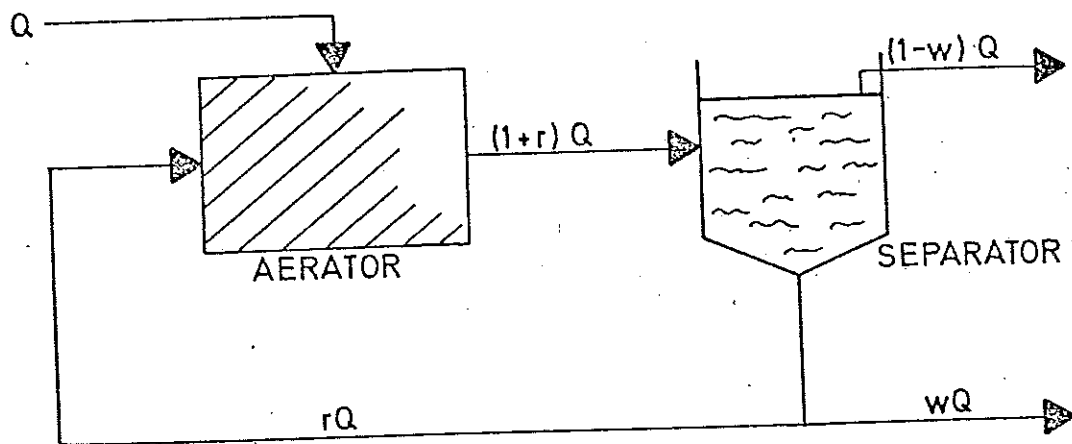 Q
(1-w) Q
(1+r) Q
AERATOR
SEPARATOR
rQ
wQ